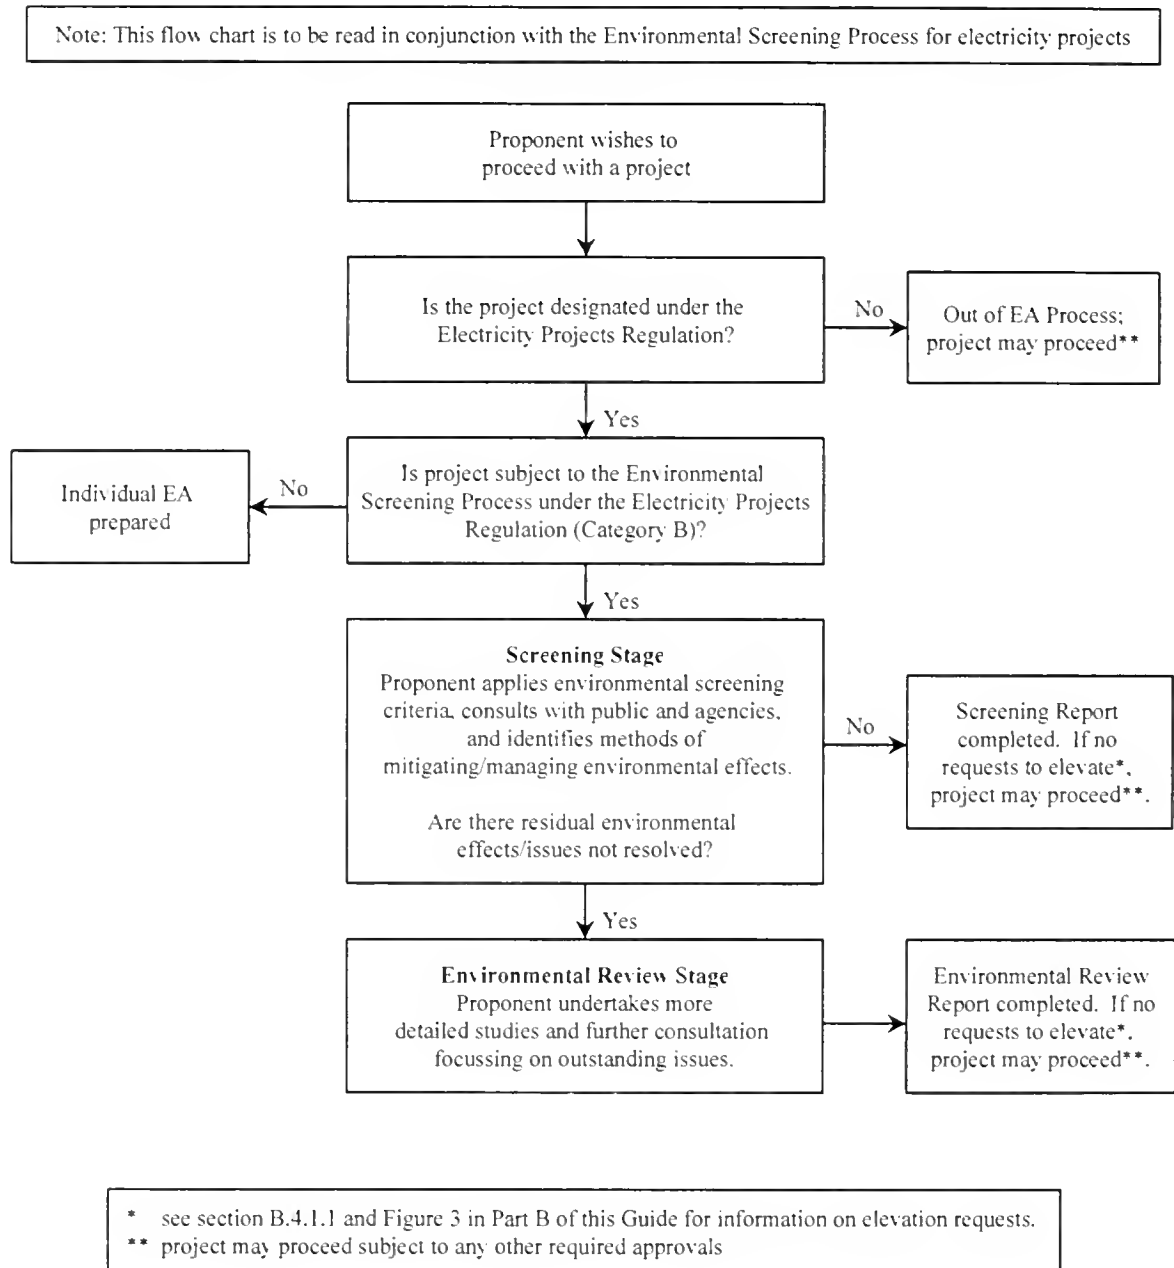 Note: This flow chart is to be read in conjunction with the Environmental Screening Process for electricity projects
Proponent wishes to
proceed with a project
Is the project designated under the
Electricity Projects Regulation?
No
Out of EA Process;
project may proceed**
Yes
Is project subject to the Environmental
Screening Process under the Electricity Projects
Regulation (Category B)?
No
Individual EA
prepared
Yes
Screening Stage
Proponent applies environmental screening
criteria, consults with public and agencies,
and identifies methods of
mitigating/managing environmental effects.
Are there residual environmental
effects/issues not resolved?
No
Screening Report
completed. If no
requests to elevate*,
project may proceed**.
Yes
Environmental Review Stage
Proponent undertakes more
detailed studies and further consultation
focussing on outstanding issues.
Environmental Review
Report completed. If no
requests to elevate*,
project may proceed**.
* see section B.4.1.1 and Figure 3 in Part B of this Guide for information on elevation requests.
** project may proceed subject to any other required approvals